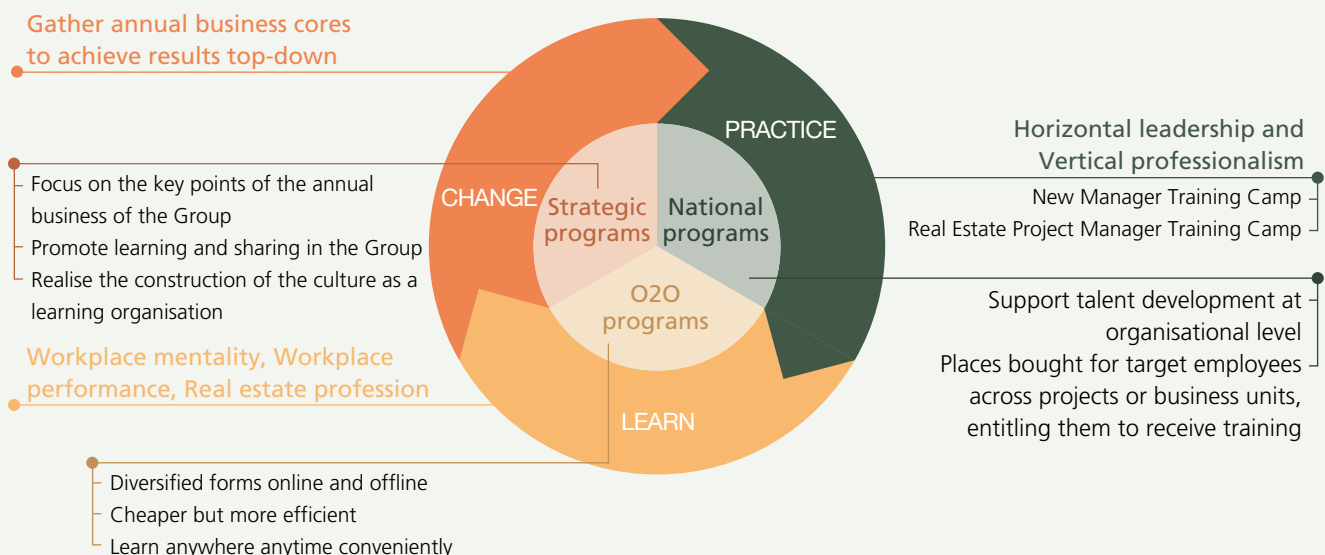 Gather annual business cores
to achieve results top-down
Focus on the key points of the annual
business of the Group
Promote learning and sharing in the Group
Realise the construction of the culture as a
learning organisation
Workplace mentality, Workplace
performance, Real estate profession
Diversified forms online and offline
Cheaper but more efficient
Learn anywhere anytime conveniently
CHANGE
PRACTICE
LEARN
Strategic
programs
National
programs
O2O
programs
Horizontal leadership and
Vertical professionalism
New Manager Training Camp
Real Estate Project Manager Training Camp
Support talent development at
organisational level
Places bought for target employees
across projects or business units,
entitling them to receive training